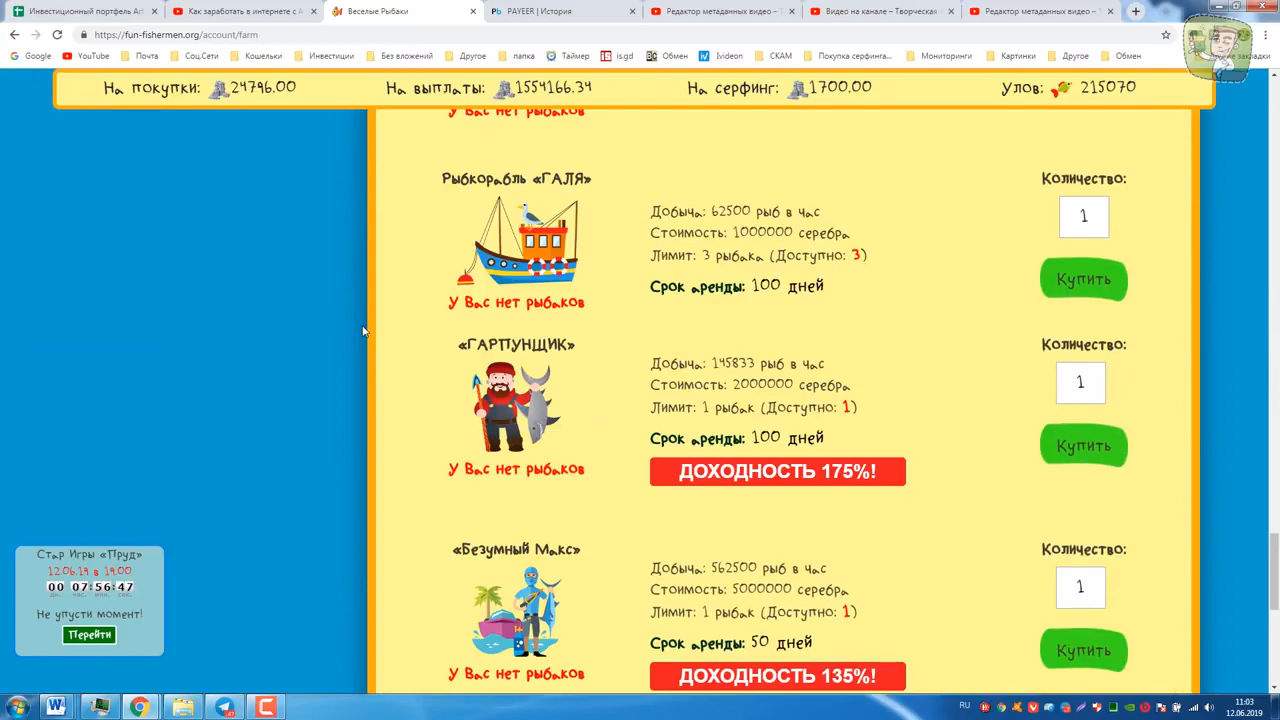 Инвестиционный портфель Art
Как заработать в интернете с А
Веселые Рыбаки
PAYEER | История
Редактор метаданных видео –
Видео на канале – Творческая
Редактор метаданных видео –
https://fun-fishermen.org/account/farm
Google
YouTube
Почта
Соц.Сети
Кошельки
Инвестиции
Без вложений
Другое
папка
Таймер
is.gd
Обмен
Ivideon
СКАМ
Покупка серфинга...
Мониторинги
Картинки
Другое
Обмен
Другие закладки
На покупки: 24796.00
На выплаты: 1554166.34
На серфинг: 1700.00
Улов: 215070
У Вас нет рыбаков
Рыбкорабль «ГАЛЯ»
Добыча: 62500 рыб в час
Стоимость: 1000000 серебра
Лимит: 3 рыбака (Доступно: 3)
Срок аренды: 100 дней
У Вас нет рыбаков
Количество:
1
Купить
«ГАРПУНЩИК»
Добыча: 145833 рыб в час
Стоимость: 2000000 серебра
Лимит: 1 рыбак (Доступно: 1)
Срок аренды: 100 дней
ДОХОДНОСТЬ 175%!
У Вас нет рыбаков
Количество:
1
Купить
«Безумный Макс»
Добыча: 562500 рыб в час
Стоимость: 5000000 серебра
Лимит: 1 рыбак (Доступно: 1)
Срок аренды: 50 дней
ДОХОДНОСТЬ 135%!
У Вас нет рыбаков
Количество:
1
Купить
Стар Игры «Пруд»
12.06.19 в 19.00
00 07:56:47
Не упусти момент!
Перейти
RU
11:03
12.06.2019